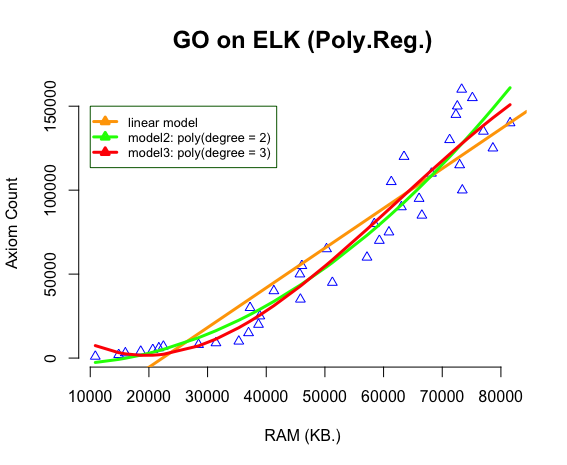 GO on ELK (Poly.Reg.)
linear model
model2: poly(degree = 2)
model3: poly(degree = 3)
Axiom Count
150000
100000
50000
0
10000 20000 30000 40000 50000 60000 70000 80000
RAM (KB.)